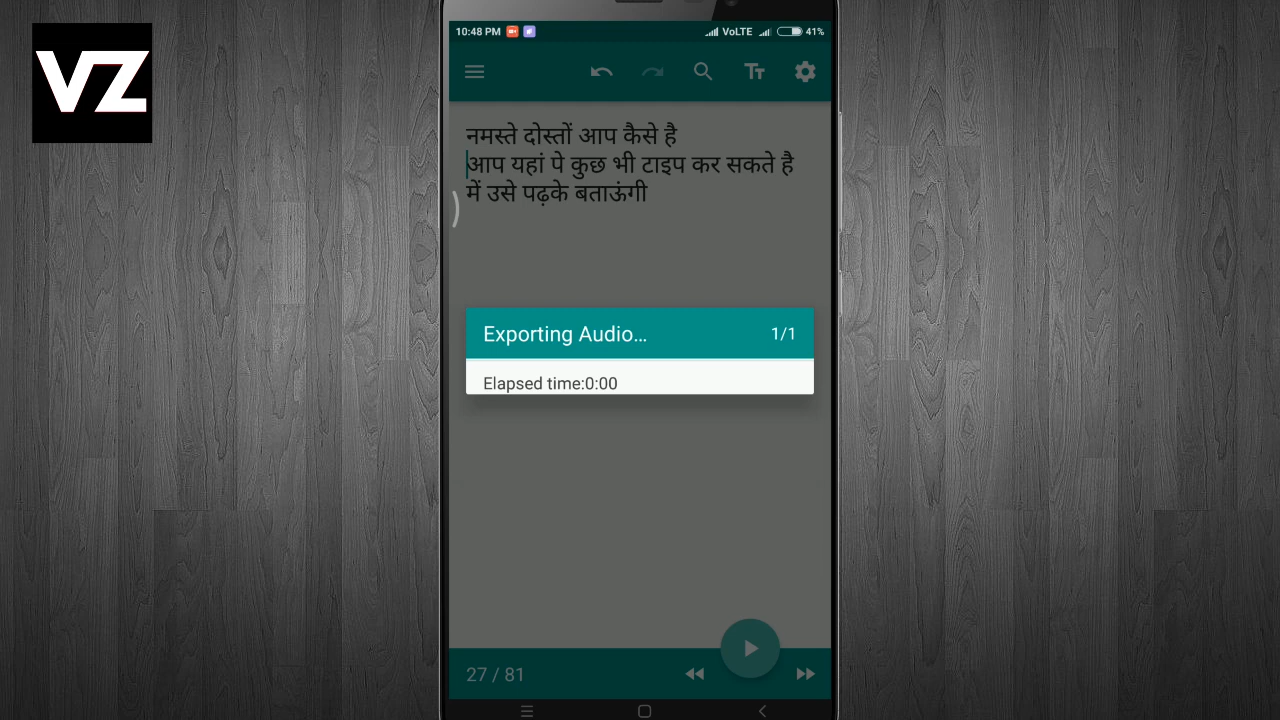 VZ
10:48 PM VoLTE 41%
नमस्ते दोस्तों आप कैसे है
आप यहां पे कुछ भी टाइप कर सकते है
में उसे पढ़के बताऊंगी
Exporting Audio… 1/1
Elapsed time:0:00
27 / 81